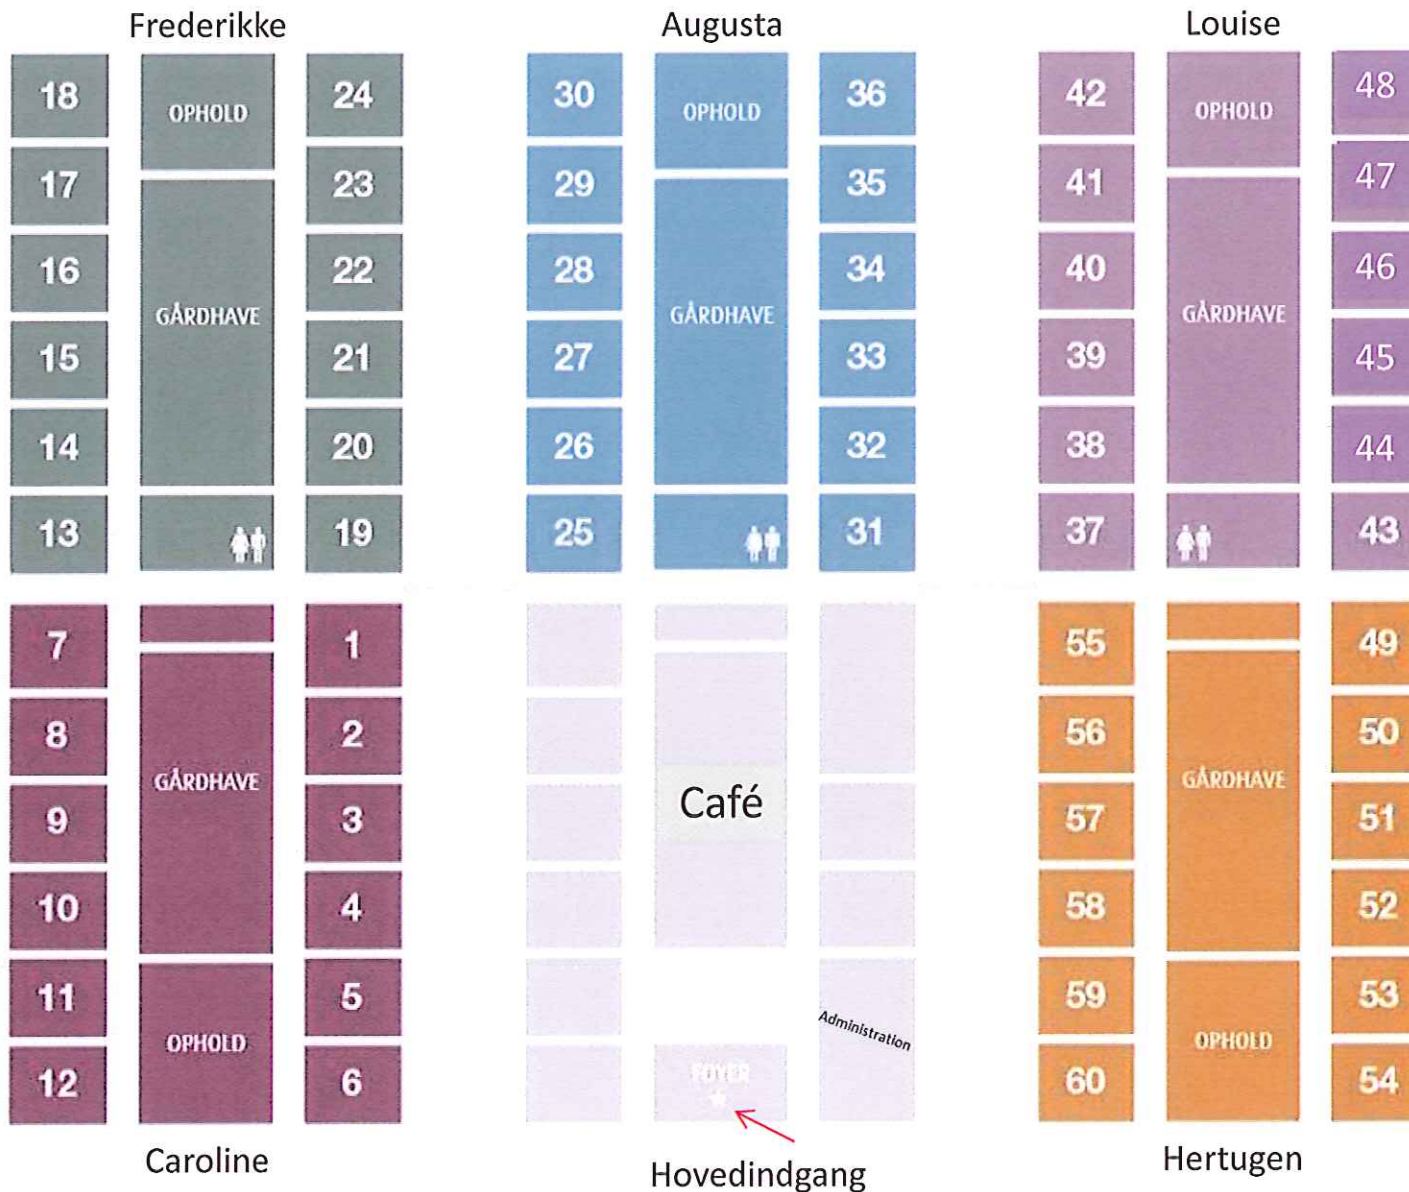 Frederikke
Augusta
Louise
18 OPHOLD 24
30 OPHOLD 36
42 OPHOLD 48
17 23
29 35
41 47
16 22
28 34
40 46
GÅRDHAVE
GÅRDHAVE
GÅRDHAVE
15 21
27 33
39 45
14 20
26 32
38 44
13 19
25 31
37 43
7 1
55 49
8 2
56 50
GÅRDHAVE
GÅRDHAVE
9 3
Café
57 51
10 4
58 52
11 5
Administration
59 53
OPHOLD
OPHOLD
12 6
FOYER
60 54
Caroline
Hovedindgang
Hertugen